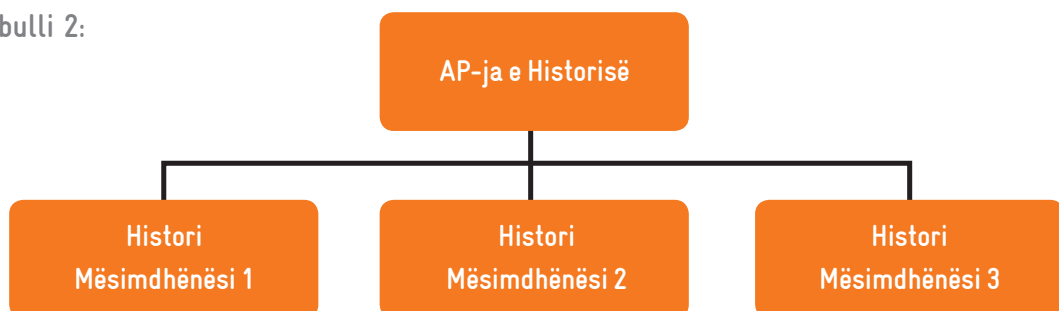 bulli 2:
AP-ja e Historisë
Histori
Mësimdhënësi 1
Histori
Mësimdhënësi 2
Histori
Mësimdhënësi 3